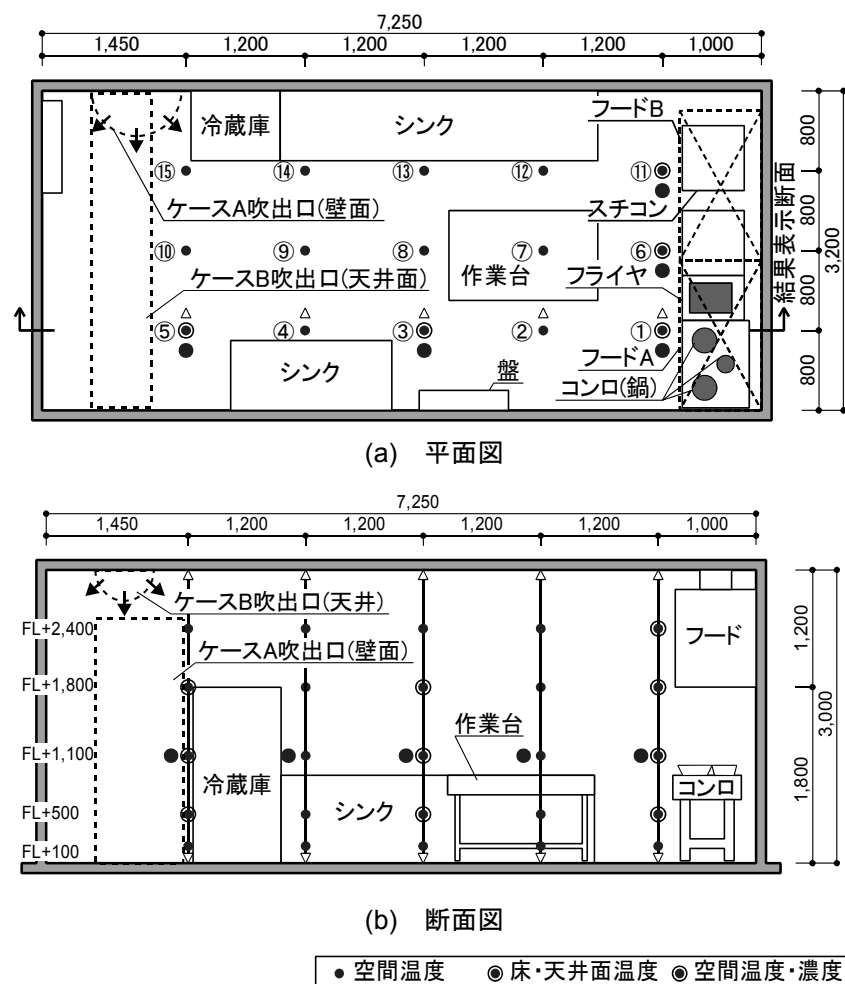 7,250
1,450 1,200 1,200 1,200 1,200 1,000
冷蔵庫 シンク フードB
⑮ ⑭ ⑬ ⑫ ⑪
800
ケースA吹出口(壁面) スチコン
800
⑩ ⑨ ⑧ ⑦ ⑥
作業台
ケースB吹出口(天井面) フライヤ
800
⑤ ④ ③ ② ①
シンク 盤 フードA
コンロ(鍋)
800
3,200
結果表示断面
(a) 平面図
7,250
1,450 1,200 1,200 1,200 1,200 1,000
ケースB吹出口(天井)
FL+2,400 フード 1,200
ケースA吹出口(壁面)
FL+1,800
3,000
作業台
FL+1,100
冷蔵庫 シンク コンロ 1,800
FL+500
FL+100
(b) 断面図
空間温度 床・天井面温度 空間温度・濃度